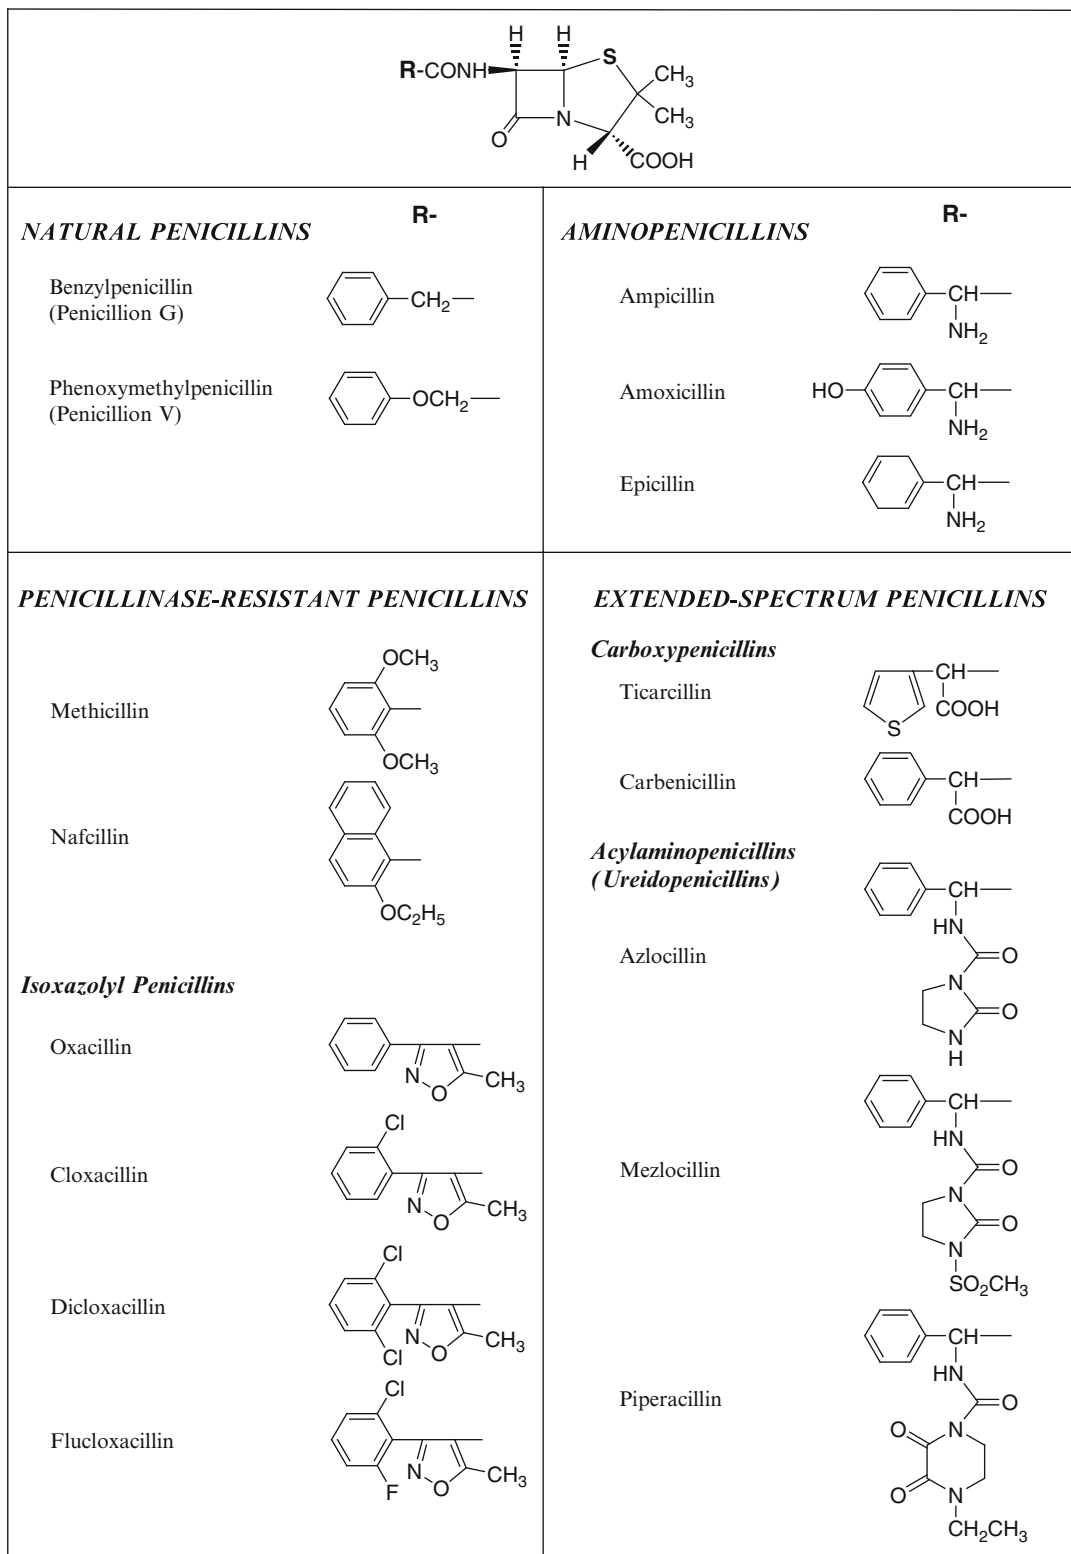 H H
R-CONH S CH3
CH3
O N
H COOH
NATURAL PENICILLINS R-
Benzylpenicillin
(Penicillion G)
CH2
Phenoxymethylpenicillin
(Penicillion V)
OCH2
AMINOPENICILLINS R-
Ampicillin
CH
NH2
Amoxicillin
HO CH
NH2
Epicillin
CH
NH2
PENICILLINASE-RESISTANT PENICILLINS
OCH3
Methicillin
OCH3
Nafcillin
OC2H5
Isoxazolyl Penicillins
Oxacillin
N O CH3
Cl
Cloxacillin
N O CH3
Cl
Dicloxacillin
N O CH3
Cl
Cl
Flucloxacillin
N O CH3
F
EXTENDED-SPECTRUM PENICILLINS
Carboxypenicillins
Ticarcillin
CH
COOH
S
Carbenicillin
CH
COOH
Acylaminopenicillins
(Ureidopenicillins)
CH
HN
Azlocillin
O
N
O
N
H
CH
HN
Mezlocillin
O
N
O
N
SO2CH3
CH
HN
Piperacillin
O
O N
O N
CH2CH3